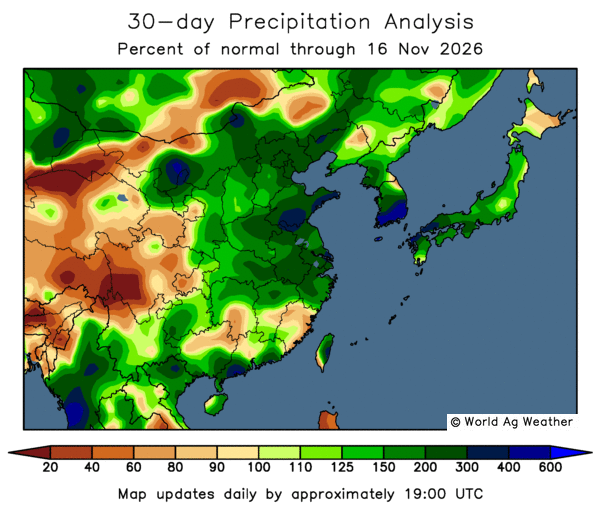 30-day Precipitation Analysis
Percent of normal through 16 Nov 2026
© World Ag Weather
20 40 60 80 90 100 110 125 150 200 300 400 600
Map updates daily by approximately 19:00 UTC